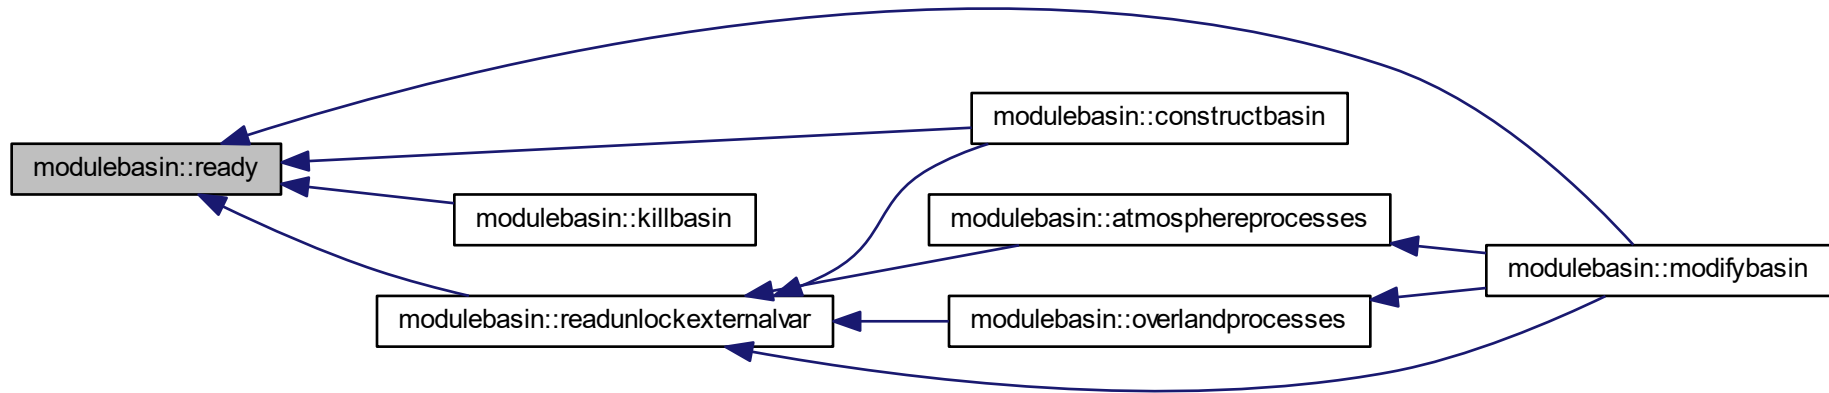 modulebasin::ready
modulebasin::constructbasin
modulebasin::killbasin
modulebasin::atmosphereprocesses
modulebasin::modifybasin
modulebasin::readunlockexternalvar
modulebasin::overlandprocesses